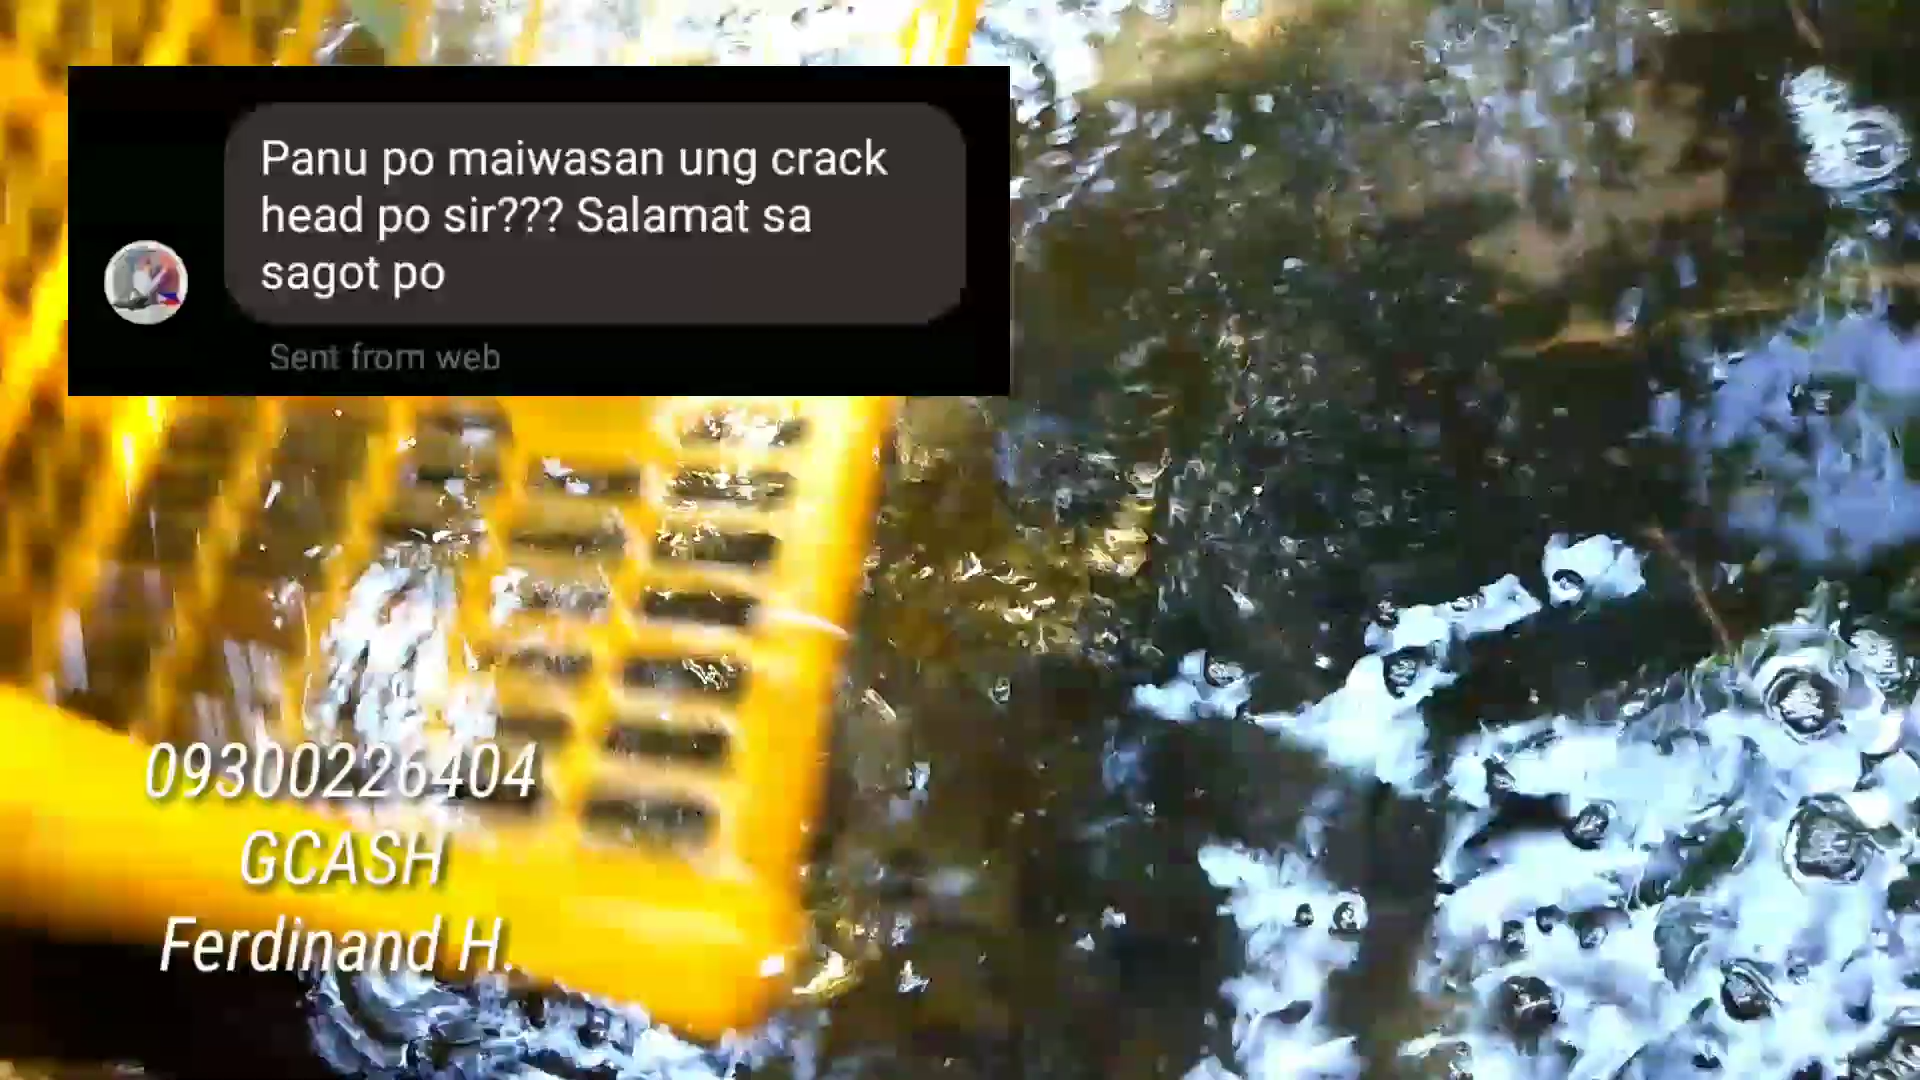 Panu po maiwasan ung crack
head po sir??? Salamat sa
sagot po
Sent from web
09300226404
GCASH
Ferdinand H.